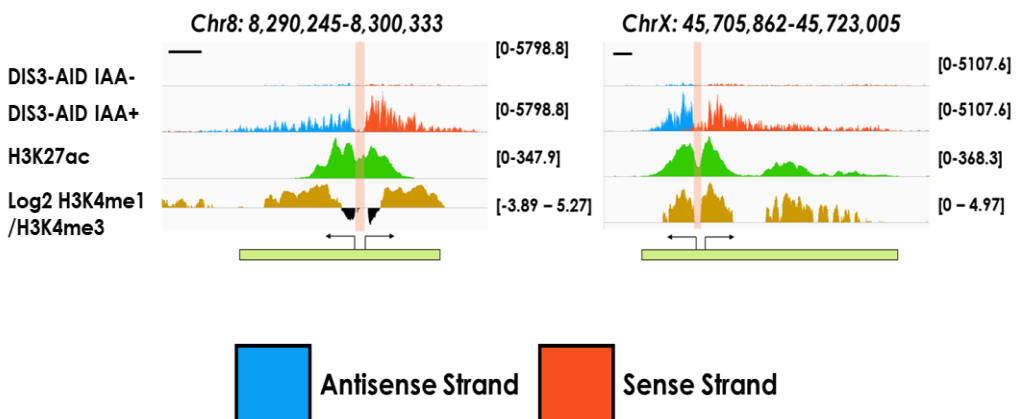 Chr8: 8,290,245-8,300,333
ChrX: 45,705,862-45,723,005
[0-5798.8]
[0-5107.6]
DIS3-AID IAA-
DIS3-AID IAA+
[0-5798.8]
[0-5107.6]
H3K27ac
[0-347.9]
[0-368.3]
Log2 H3K4me1
/H3K4me3
[-3.89 – 5.27]
[0 – 4.97]
Antisense Strand
Sense Strand